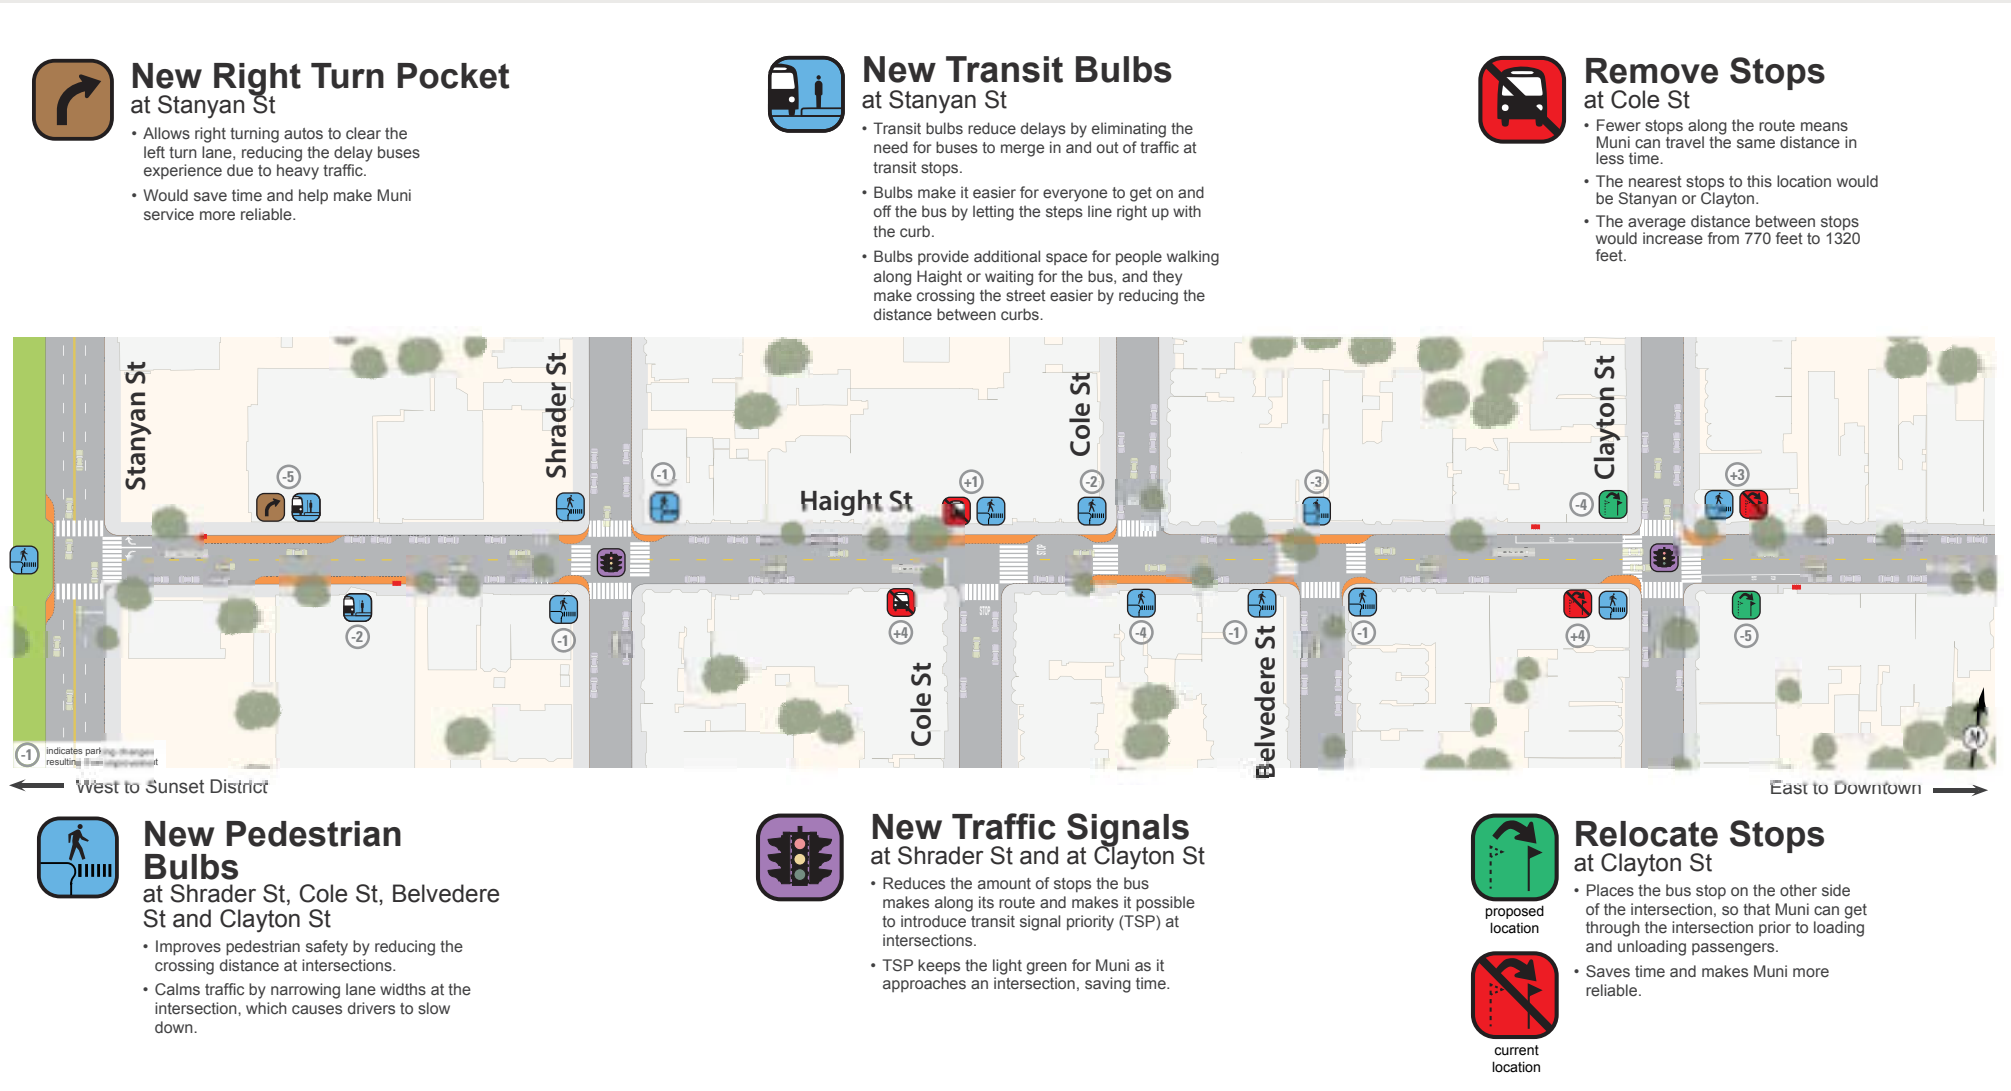 New Right Turn Pocket
at Stanyan St
• Allows right turning autos to clear the
left turn lane, reducing the delay buses
experience due to heavy traffic.
• Would save time and help make Muni
service more reliable.
New Transit Bulbs
at Stanyan St
• Transit bulbs reduce delays by eliminating the
need for buses to merge in and out of traffic at
transit stops.
• Bulbs make it easier for everyone to get on and
off the bus by letting the steps line right up with
the curb.
• Bulbs provide additional space for people walking
along Haight or waiting for the bus, and they
make crossing the street easier by reducing the
distance between curbs.
Remove Stops
at Cole St
• Fewer stops along the route means
Muni can travel the same distance in
less time.
• The nearest stops to this location would
be Stanyan or Clayton.
• The average distance between stops
would increase from 770 feet to 1320
feet.
Stanyan St
Shrader St
Cole St
Clayton St
-5
-1
+1
-2
-3
-4
+3
Haight St
STOP
STOP
-2
-1
+4
-4
-1
-1
+4
-5
Cole St
Belvedere St
N
-1
indicates parking changes
resulting from improvement
West to Sunset District
East to Downtown
New Pedestrian
Bulbs
at Shrader St, Cole St, Belvedere
St and Clayton St
• Improves pedestrian safety by reducing the
crossing distance at intersections.
• Calms traffic by narrowing lane widths at the
intersection, which causes drivers to slow
down.
New Traffic Signals
at Shrader St and at Clayton St
• Reduces the amount of stops the bus
makes along its route and makes it possible
to introduce transit signal priority (TSP) at
intersections.
• TSP keeps the light green for Muni as it
approaches an intersection, saving time.
proposed
location
current
location
Relocate Stops
at Clayton St
• Places the bus stop on the other side
of the intersection, so that Muni can get
through the intersection prior to loading
and unloading passengers.
• Saves time and makes Muni more
reliable.